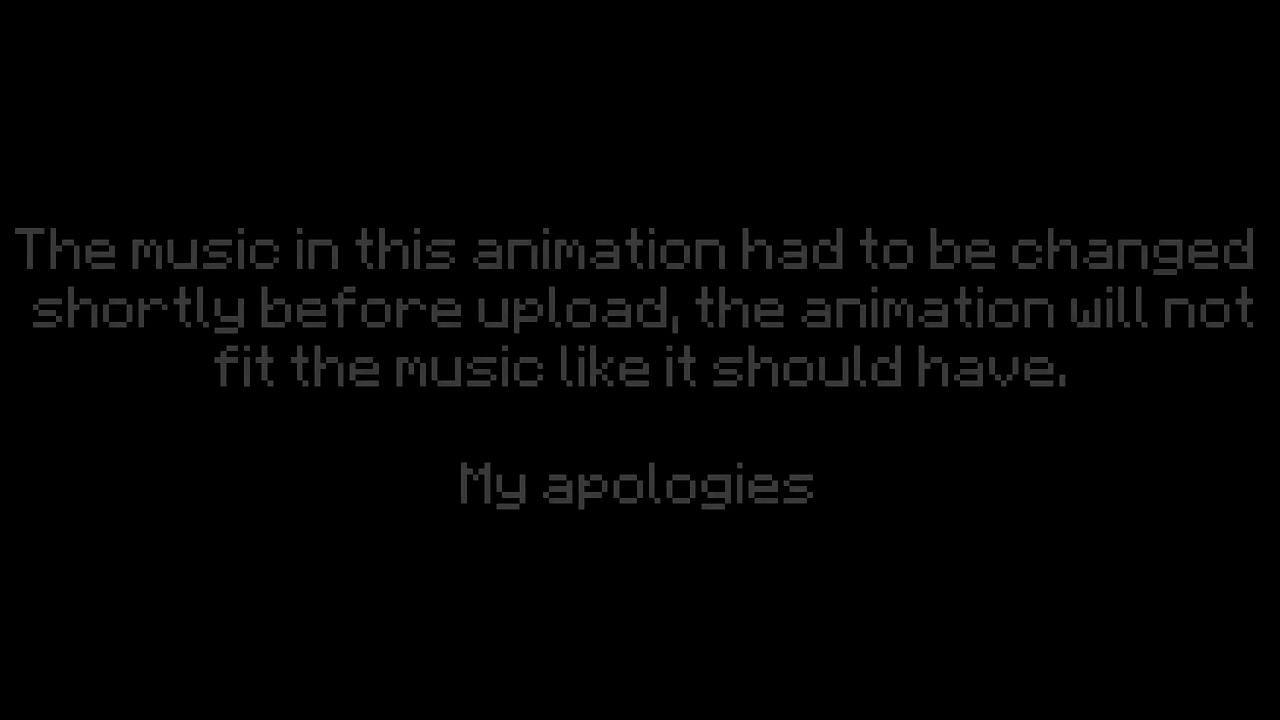 The music in this animation had to be changed
shortly before upload, the animation will not
fit the music like it should have.
My apologies